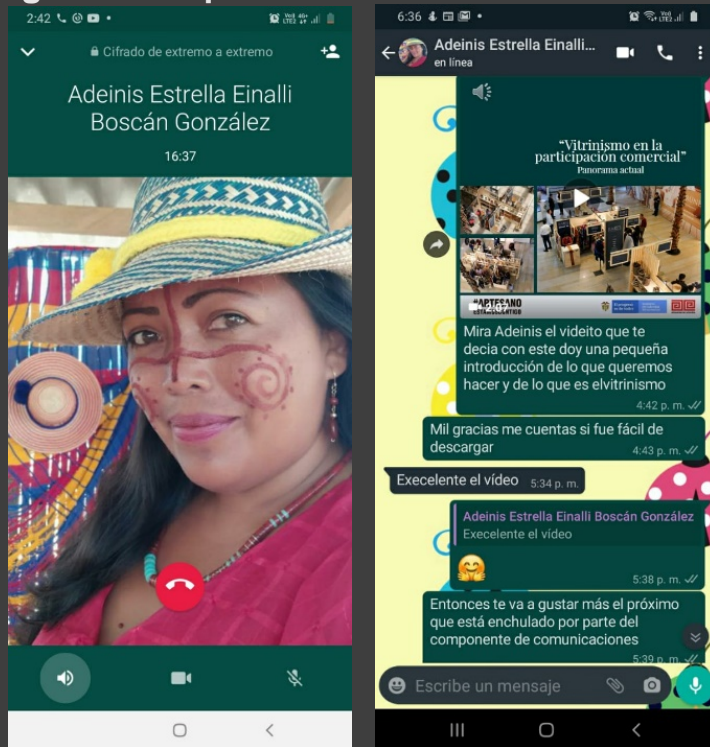 2:42
Cifrado de extremo a extremo
Adeinis Estrella Einalli
Boscán González
16:37
6:36
Adeinis Estrella Einalli...
en línea
“Vitrinismo en la
participación comercial”
Panorama actual
Mira Adeinis el videito que te
decia con este doy una pequeña
introducción de lo que queremos
hacer y de lo que es elvitrinismo
4:42 p. m.
Mil gracias me cuentas si fue fácil de
descargar
4:43 p. m.
Execelente el vídeo 5:34 p. m.
Adeinis Estrella Einalli Boscán González
Execelente el vídeo
5:38 p. m.
Entonces te va a gustar más el próximo
que está enchulado por parte del
componente de comunicaciones
5:39 p. m.
Escribe un mensaje